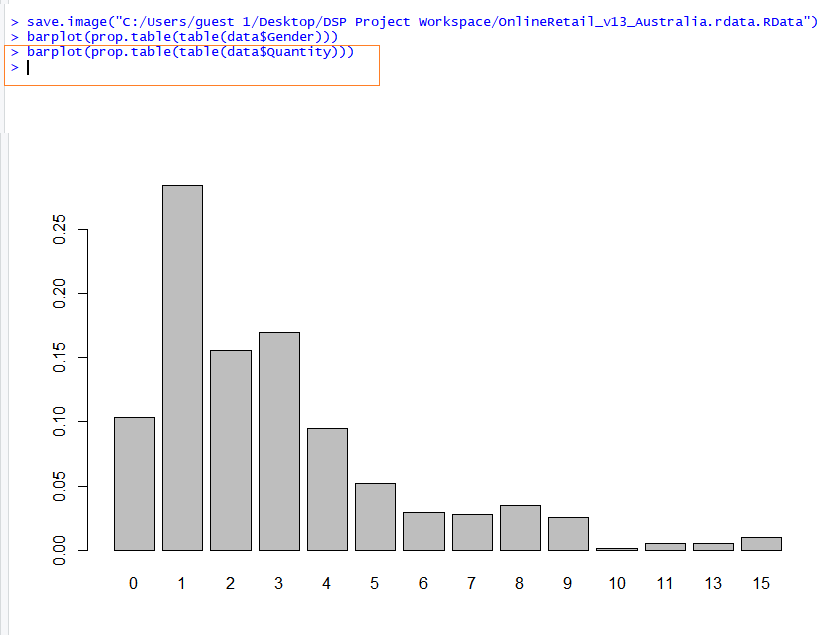 > save.image("C:/Users/guest 1/Desktop/DSP Project Workspace/OnlineRetail_v13_Australia.rdata.RData")
> barplot(prop.table(table(data$Gender)))
> barplot(prop.table(table(data$Quantity)))
>
0.25
0.20
0.15
0.10
0.05
0.00
0 1 2 3 4 5 6 7 8 9 10 11 13 15